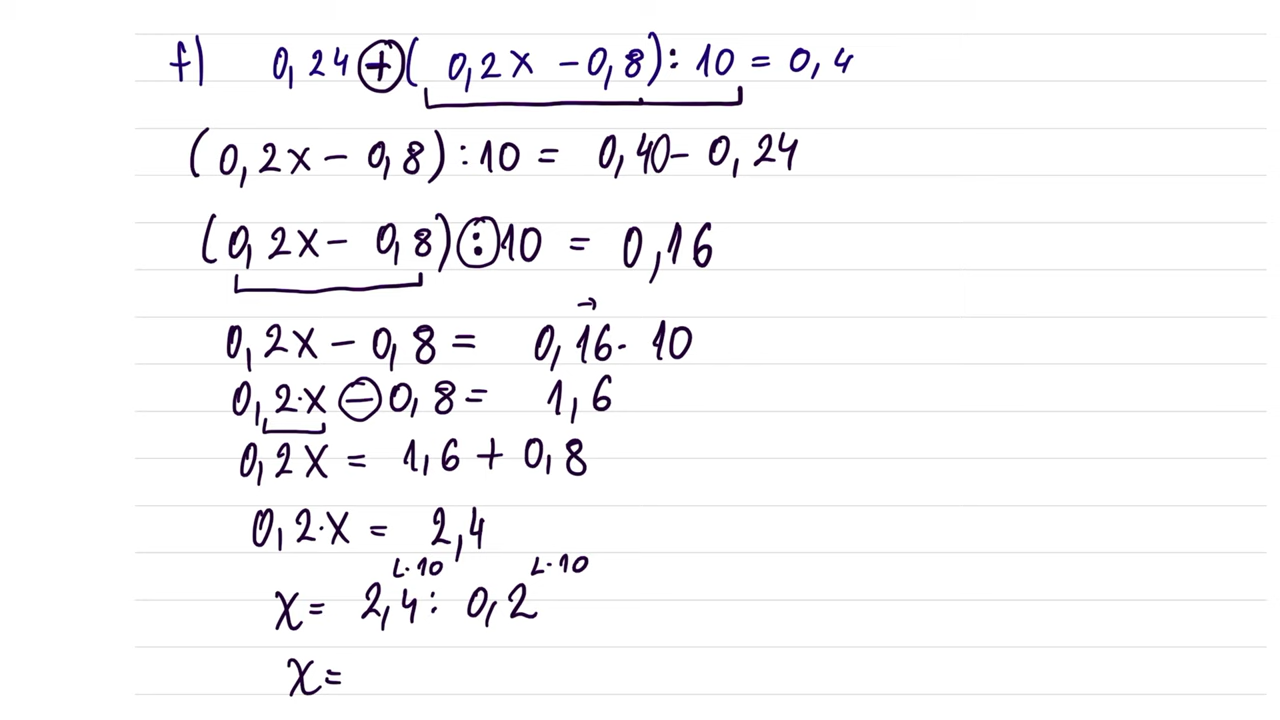 f) 0,24 + ( 0,2x - 0,8) : 10 = 0,4
(0,2x - 0,8) : 10 = 0,40 - 0,24
(0,2x - 0,8) : 10 = 0,16
→
0,2x - 0,8 = 0,16 · 10
0,2·x - 0,8 = 1,6
0,2x = 1,6 + 0,8
0,2·x = 2,4
L·10 L·10
x = 2,4 : 0,2
x =